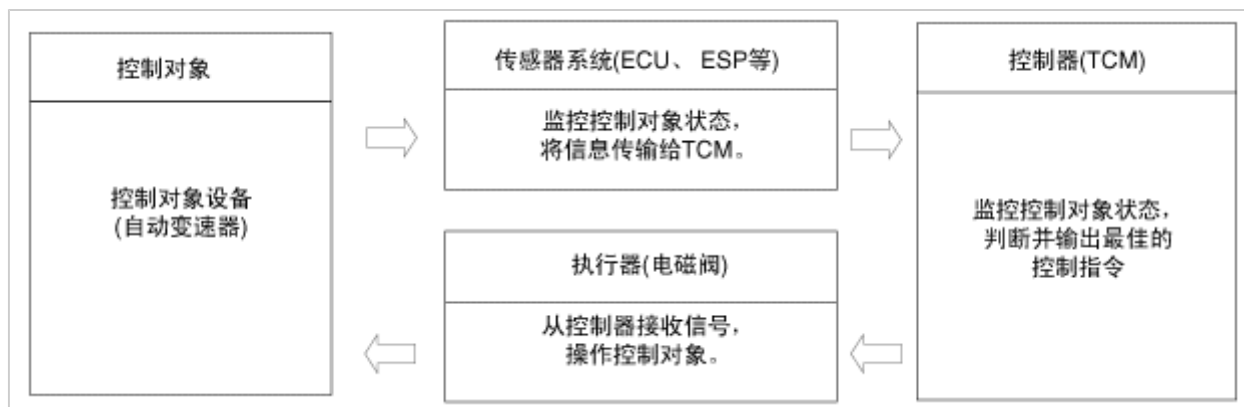 控制对象
控制对象设备
(自动变速器)
传感器系统(ECU、 ESP等)
监控控制对象状态，
将信息传输给TCM。
控制器(TCM)
监控控制对象状态，
判断并输出最佳的
控制指令
执行器(电磁阀)
从控制器接收信号，
操作控制对象。